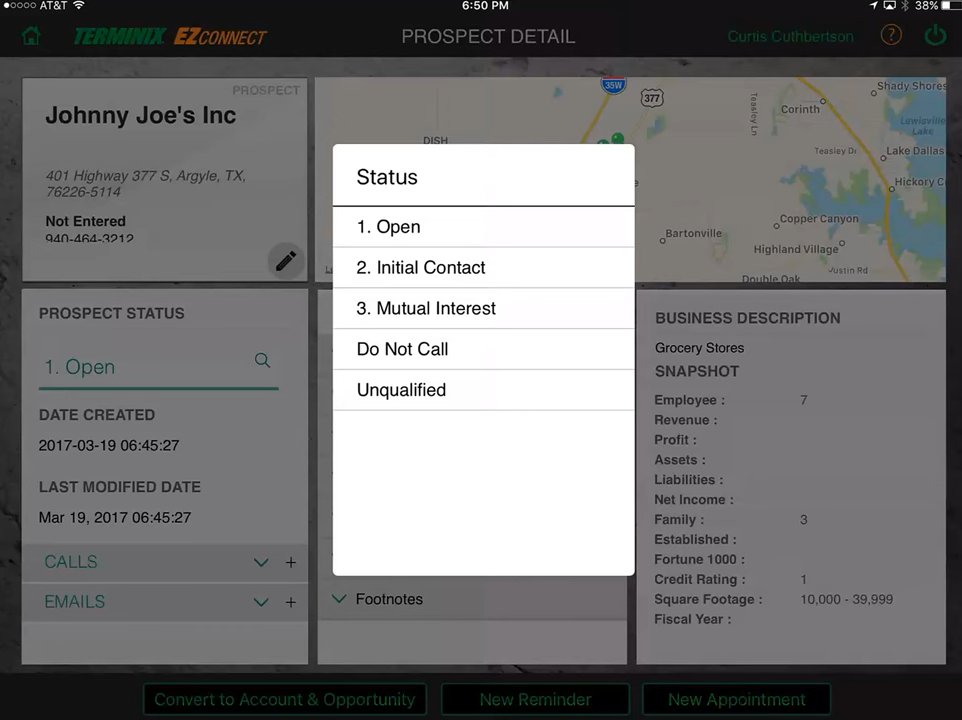 AT&T 6:50 PM 38%
TERMINIX EZCONNECT
PROSPECT DETAIL
Curtis Cuthbertson
?
PROSPECT
Johnny Joe's Inc
401 Highway 377 S, Argyle, TX,
76226-5114
Not Entered
940-464-3212
35W
377
DISH
Corinth
Shady Shores
Teasley Ln
Lewisville
Lake
Teasley Dr
Lake Dallas
Hickory C
Copper Canyon
Bartonville
Highland Village
Justin Rd
Double Oak
Status
1. Open
2. Initial Contact
3. Mutual Interest
Do Not Call
Unqualified
PROSPECT STATUS
1. Open
DATE CREATED
2017-03-19 06:45:27
LAST MODIFIED DATE
Mar 19, 2017 06:45:27
CALLS +
EMAILS +
Footnotes
BUSINESS DESCRIPTION
Grocery Stores
SNAPSHOT
Employee : 7
Revenue :
Profit :
Assets :
Liabilities :
Net Income :
Family : 3
Established :
Fortune 1000 :
Credit Rating : 1
Square Footage : 10,000 - 39,999
Fiscal Year :
Convert to Account & Opportunity
New Reminder
New Appointment